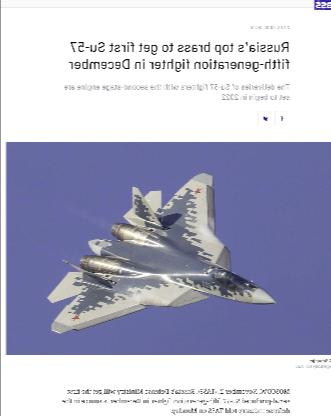 Russia's top brass to get first Su-57
fifth-generation fighter in December
The deliveries of Su-57 fighters with the second-stage engine are
set to begin in 2022
MOSCOW, November 2. /TASS/. Russia's Defense Ministry will get the first
serial-produced Su-57 fifth-generation fighter in December, a source in the
defense industry told TASS on Monday.